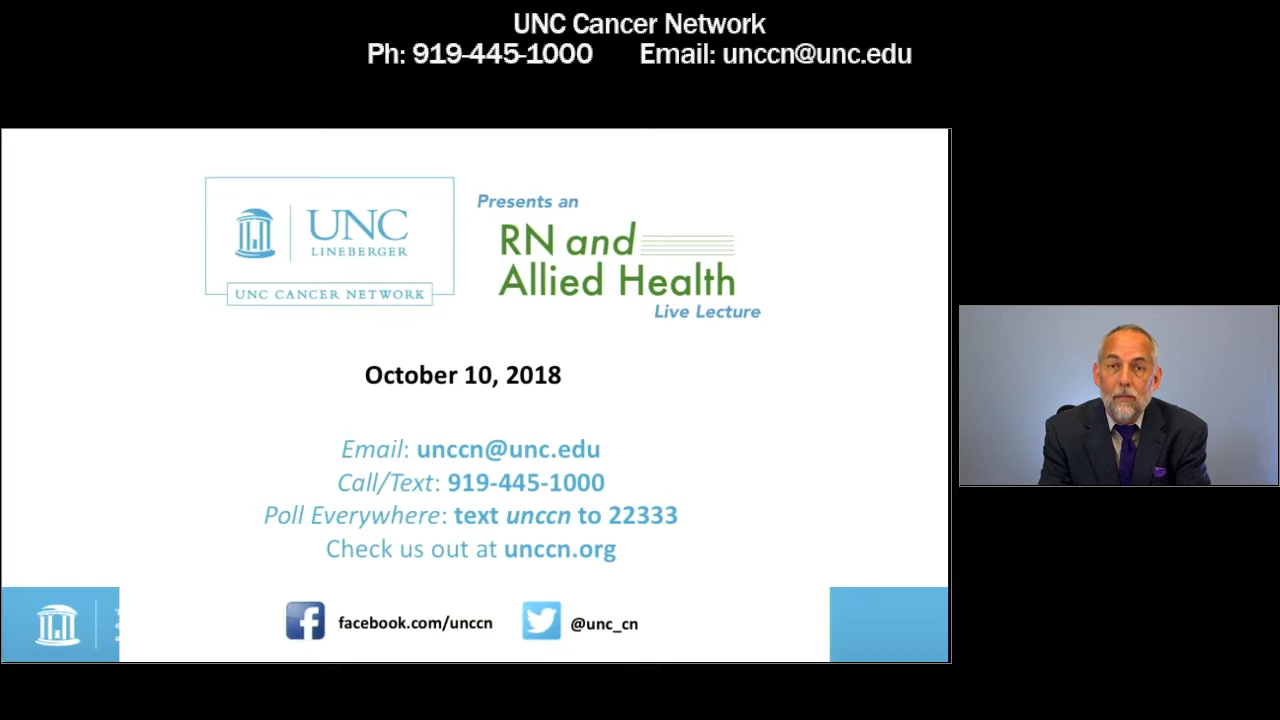 UNC Cancer Network
Ph: 919-445-1000 Email: unccn@unc.edu
Presents an
UNC
LINEBERGER
UNC CANCER NETWORK
RN and
Allied Health
Live Lecture
October 10, 2018
Email: unccn@unc.edu
Call/Text: 919-445-1000
Poll Everywhere: text unccn to 22333
Check us out at unccn.org
facebook.com/unccn
@unc_cn